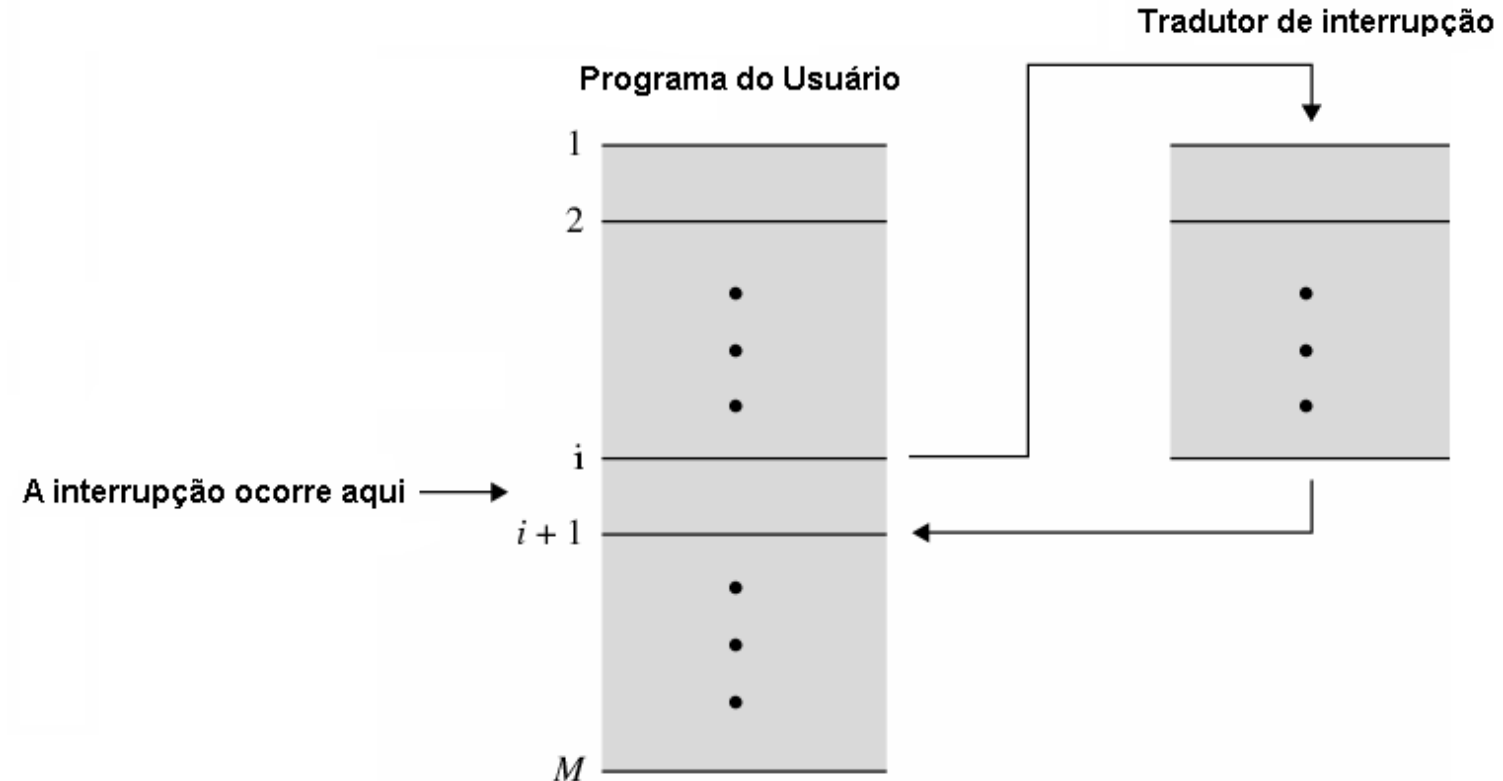 Tradutor de interrupção
Programa do Usuário
1
2
i
A interrupção ocorre aqui
i + 1
M